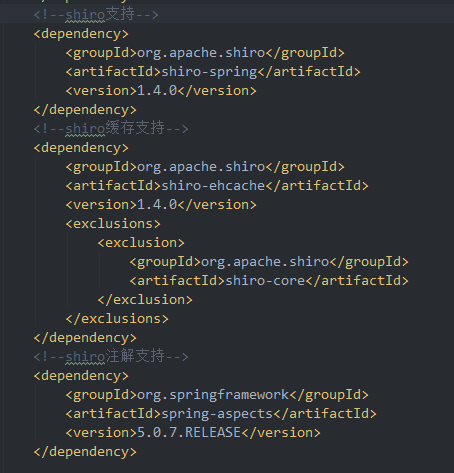 <!--shiro支持-->
<dependency>
<groupId>org.apache.shiro</groupId>
<artifactId>shiro-spring</artifactId>
<version>1.4.0</version>
</dependency>
<!--shiro缓存支持-->
<dependency>
<groupId>org.apache.shiro</groupId>
<artifactId>shiro-ehcache</artifactId>
<version>1.4.0</version>
<exclusions>
<exclusion>
<groupId>org.apache.shiro</groupId>
<artifactId>shiro-core</artifactId>
</exclusion>
</exclusions>
</dependency>
<!--shiro注解支持-->
<dependency>
<groupId>org.springframework</groupId>
<artifactId>spring-aspects</artifactId>
<version>5.0.7.RELEASE</version>
</dependency>